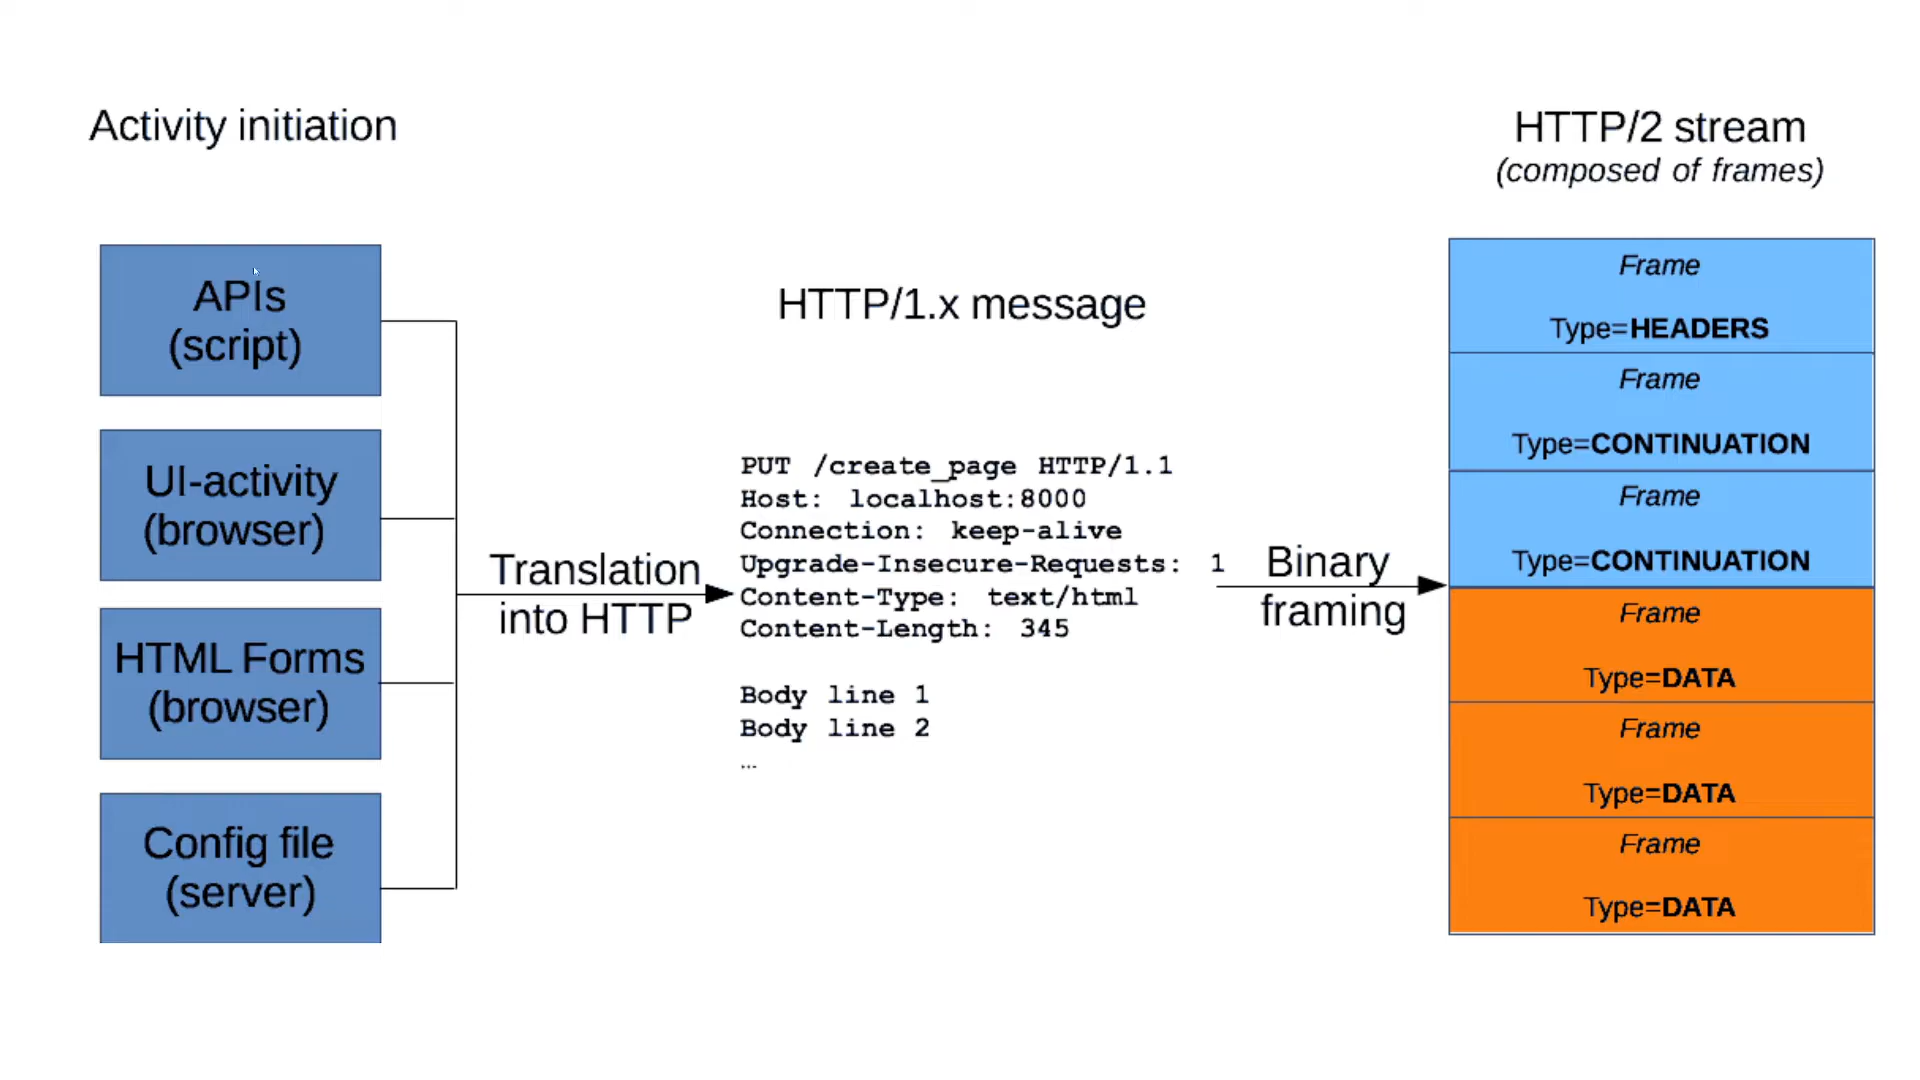 Activity initiation
APIs
(script)
UI-activity
(browser)
HTML Forms
(browser)
Config file
(server)
Translation
into HTTP
HTTP/1.x message
PUT /create_page HTTP/1.1
Host: localhost:8000
Connection: keep-alive
Upgrade-Insecure-Requests: 1
Content-Type: text/html
Content-Length: 345
Body line 1
Body line 2
…
Binary
framing
HTTP/2 stream
(composed of frames)
Frame
Type=HEADERS
Frame
Type=CONTINUATION
Frame
Type=CONTINUATION
Frame
Type=DATA
Frame
Type=DATA
Frame
Type=DATA